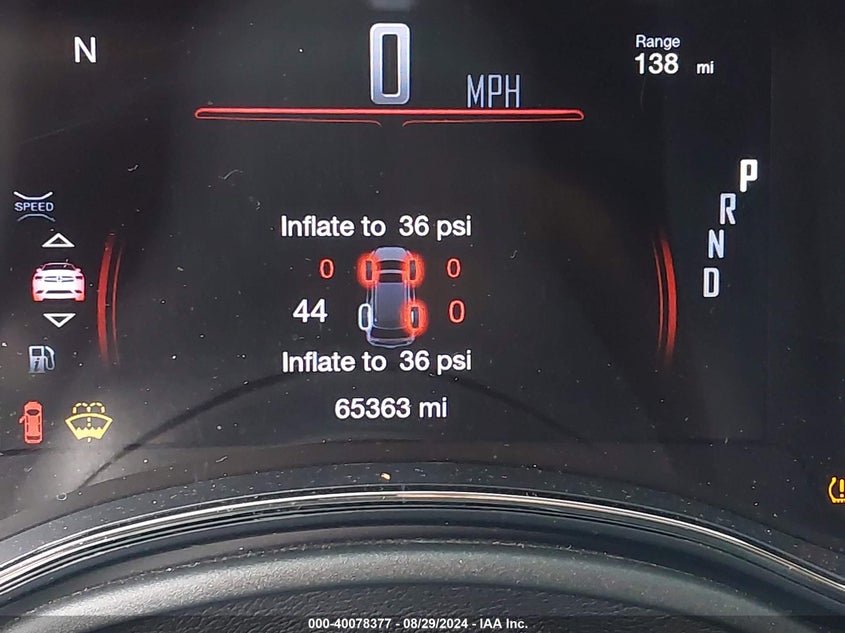 N
0
MPH
Range
138 mi
P
R
N
D
SPEED
Inflate to 36 psi
0 0
44 0
Inflate to 36 psi
65363 mi
000-40078377 - 08/29/2024 - IAA Inc.